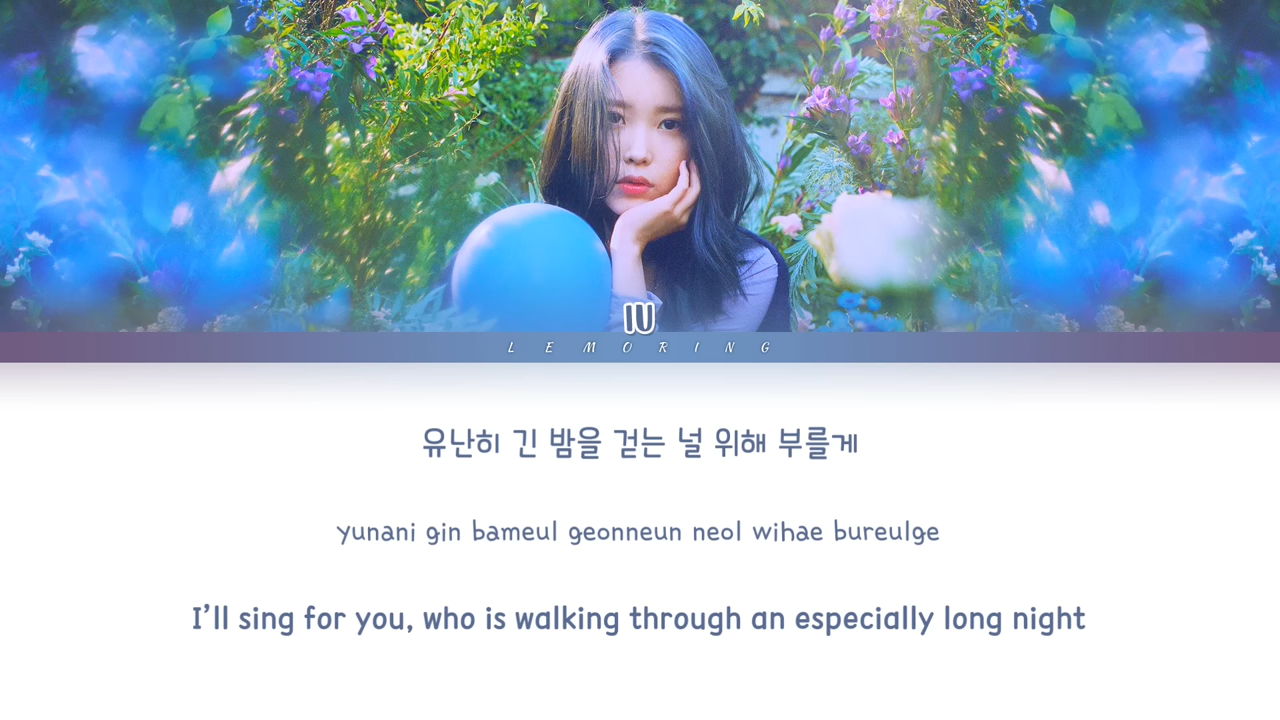 IU
LEMORING
유난히 긴 밤을 걷는 널 위해 부를게
yunani gin bameul geonneun neol wihae bureulge
I'll sing for you, who is walking through an especially long night